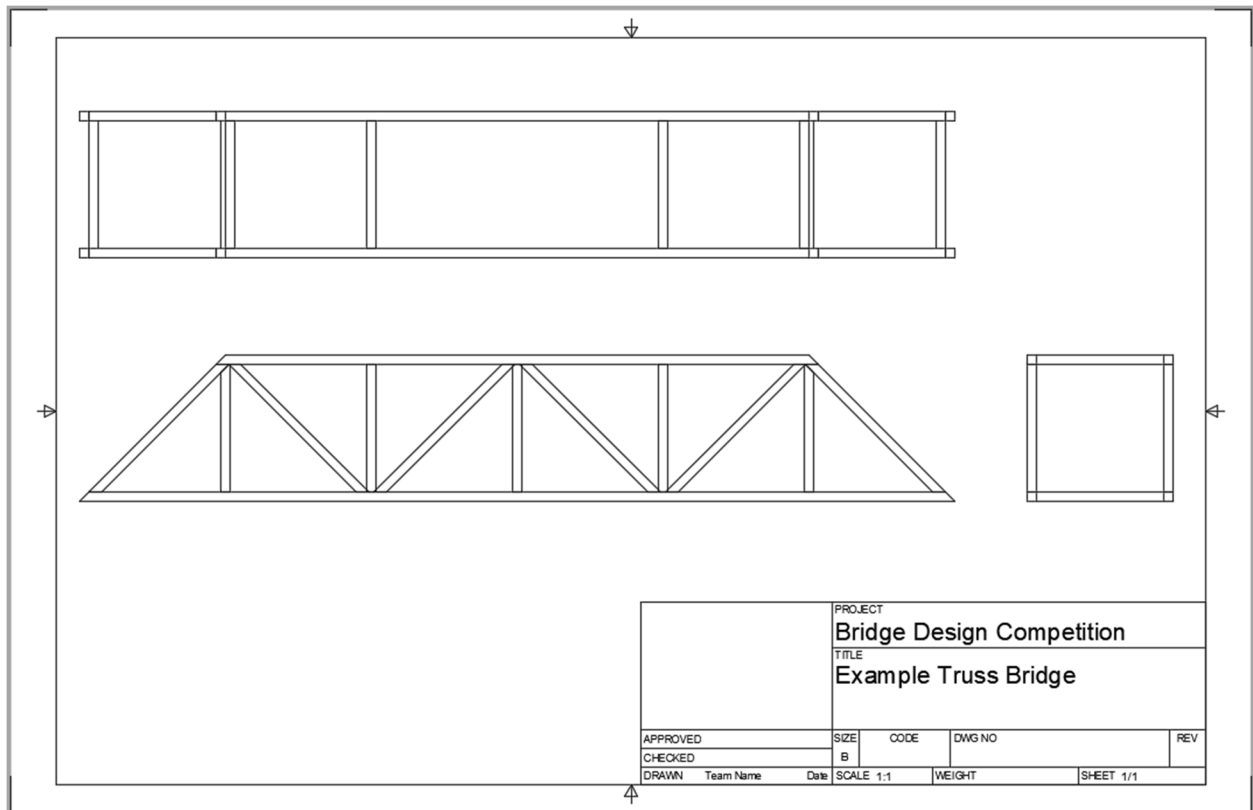 PROJECT
Bridge Design Competition
TITLE
Example Truss Bridge
APPROVED
SIZE CODE DWG NO REV
CHECKED
B
DRAWN Team Name Date SCALE 1:1 WEIGHT SHEET 1/1